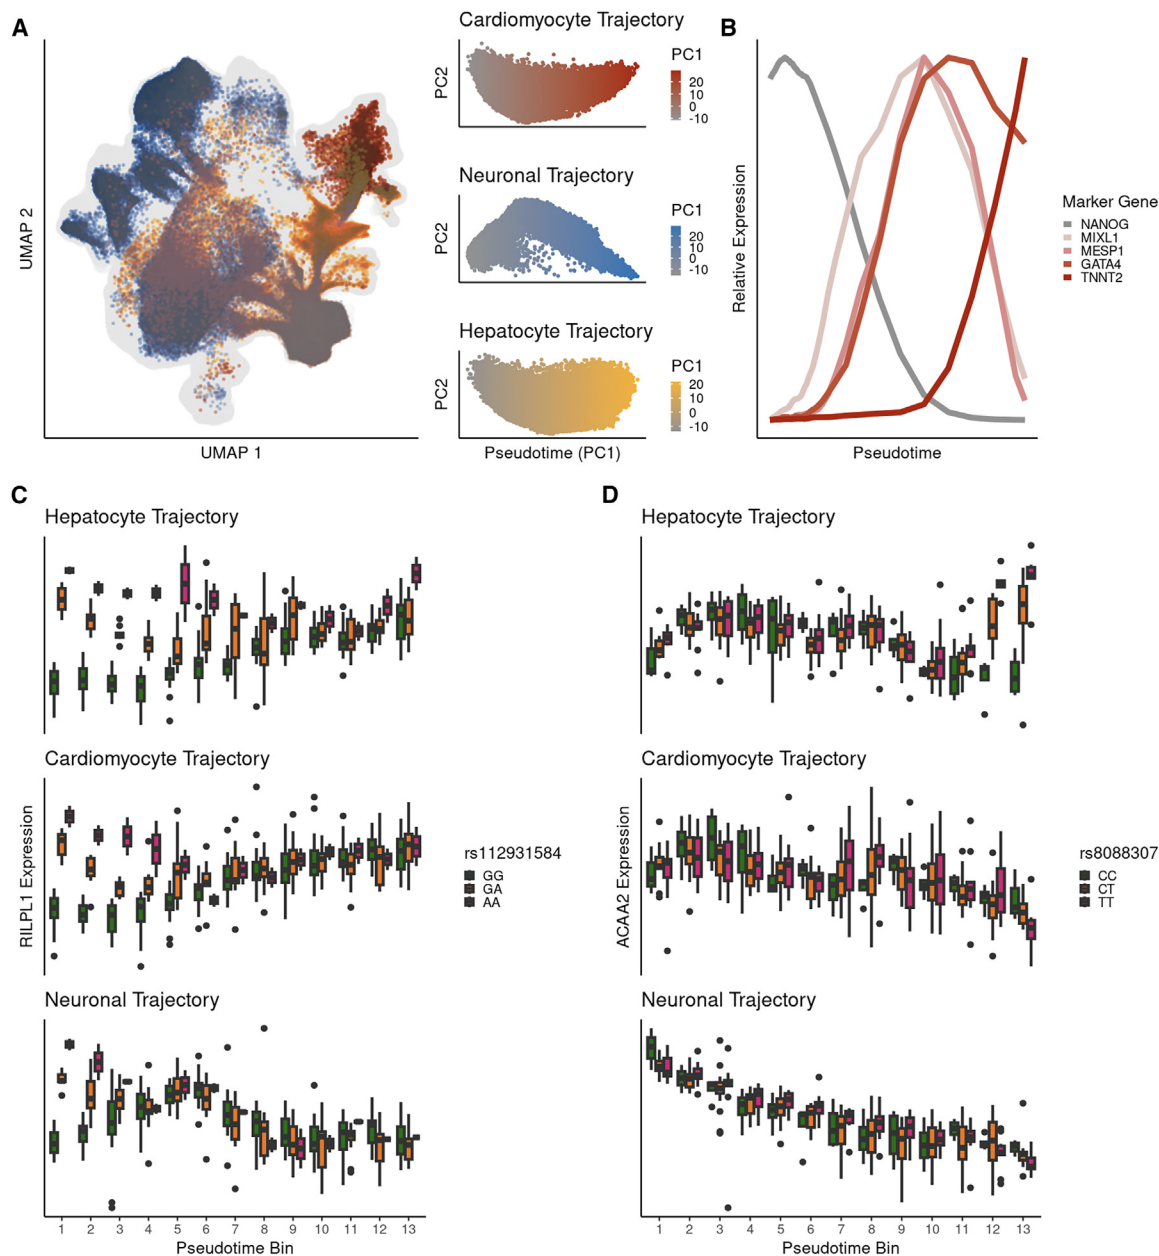 A
UMAP 2
UMAP 1
Cardiomyocyte Trajectory
PC2
PC1
20
10
0
-10
Neuronal Trajectory
PC2
PC1
20
10
0
-10
Hepatocyte Trajectory
PC2
PC1
20
10
0
-10
Pseudotime (PC1)
B
Relative Expression
Pseudotime
Marker Gene
NANOG
MIXL1
MESP1
GATA4
TNNT2
C
Hepatocyte Trajectory
Cardiomyocyte Trajectory
RILPL1 Expression
Neuronal Trajectory
1 2 3 4 5 6 7 8 9 10 11 12 13
Pseudotime Bin
rs112931584
GG
GA
AA
D
Hepatocyte Trajectory
Cardiomyocyte Trajectory
ACAA2 Expression
Neuronal Trajectory
1 2 3 4 5 6 7 8 9 10 11 12 13
Pseudotime Bin
rs8088307
CC
CT
TT